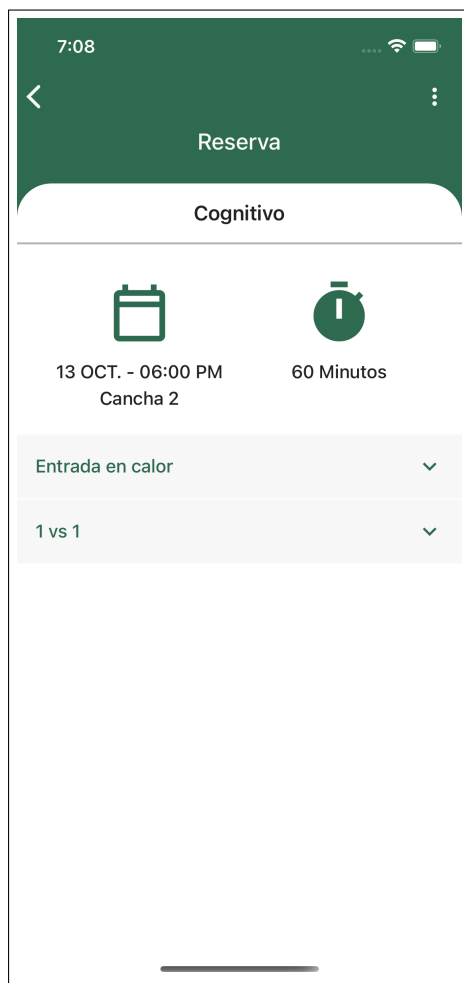 7:08
Reserva
Cognitivo
13 OCT. - 06:00 PM
Cancha 2
60 Minutos
Entrada en calor
1 vs 1